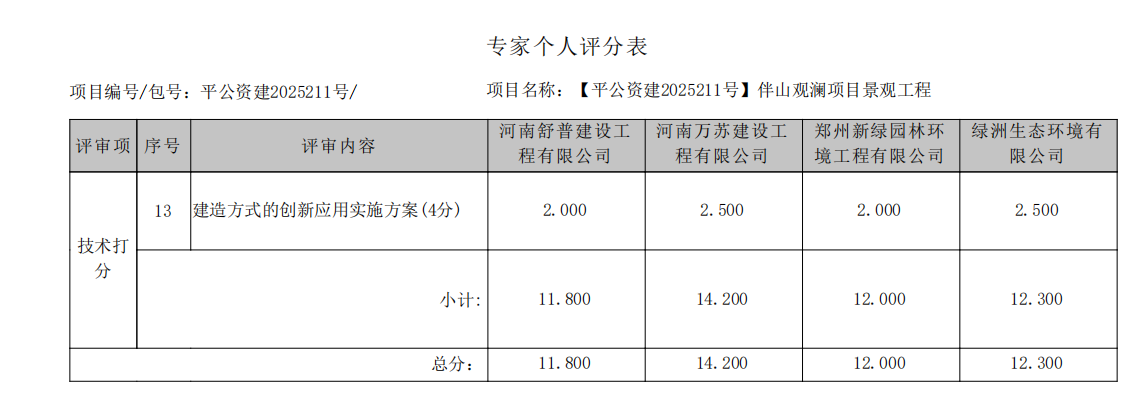 专家个人评分表
项目编号/包号：平公资建2025211号/ 项目名称：【平公资建2025211号】伴山观澜项目景观工程
评审项 序号 评审内容 河南舒普建设工程有限公司 河南万苏建设工程有限公司 郑州新绿园林环境工程有限公司 绿洲生态环境有限公司
技术打分 13 建造方式的创新应用实施方案(4分) 2.000 2.500 2.000 2.500
小计: 11.800 14.200 12.000 12.300
总分： 11.800 14.200 12.000 12.300